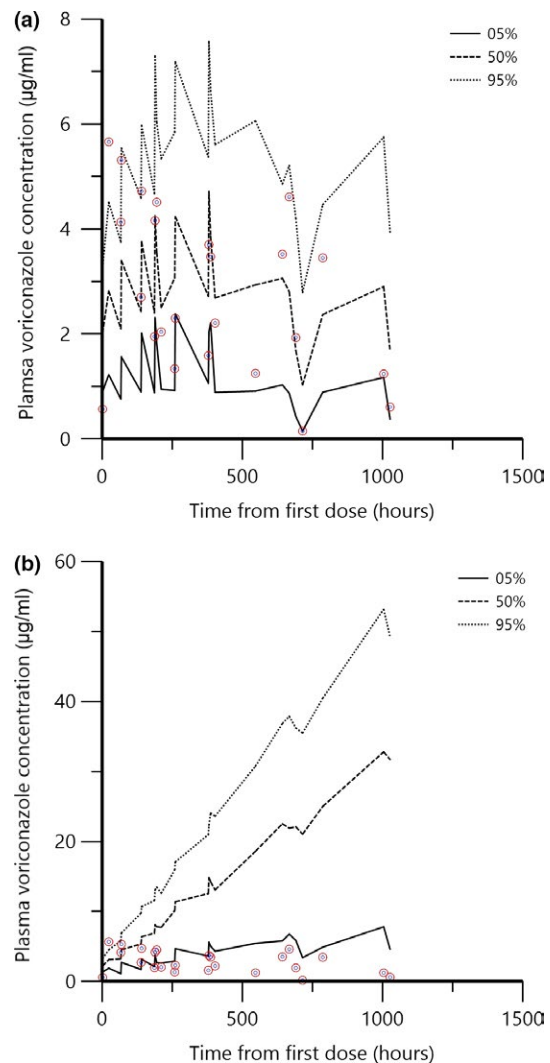 (a)
8
6
4
2
0
Plamsa voriconazole concentration (µg/ml)
05%
50%
95%
0 500 1000 1500
Time from first dose (hours)
(b)
60
40
20
0
Plasma voriconazole concentration (µg/ml)
05%
50%
95%
0 500 1000 1500
Time from first dose (hours)